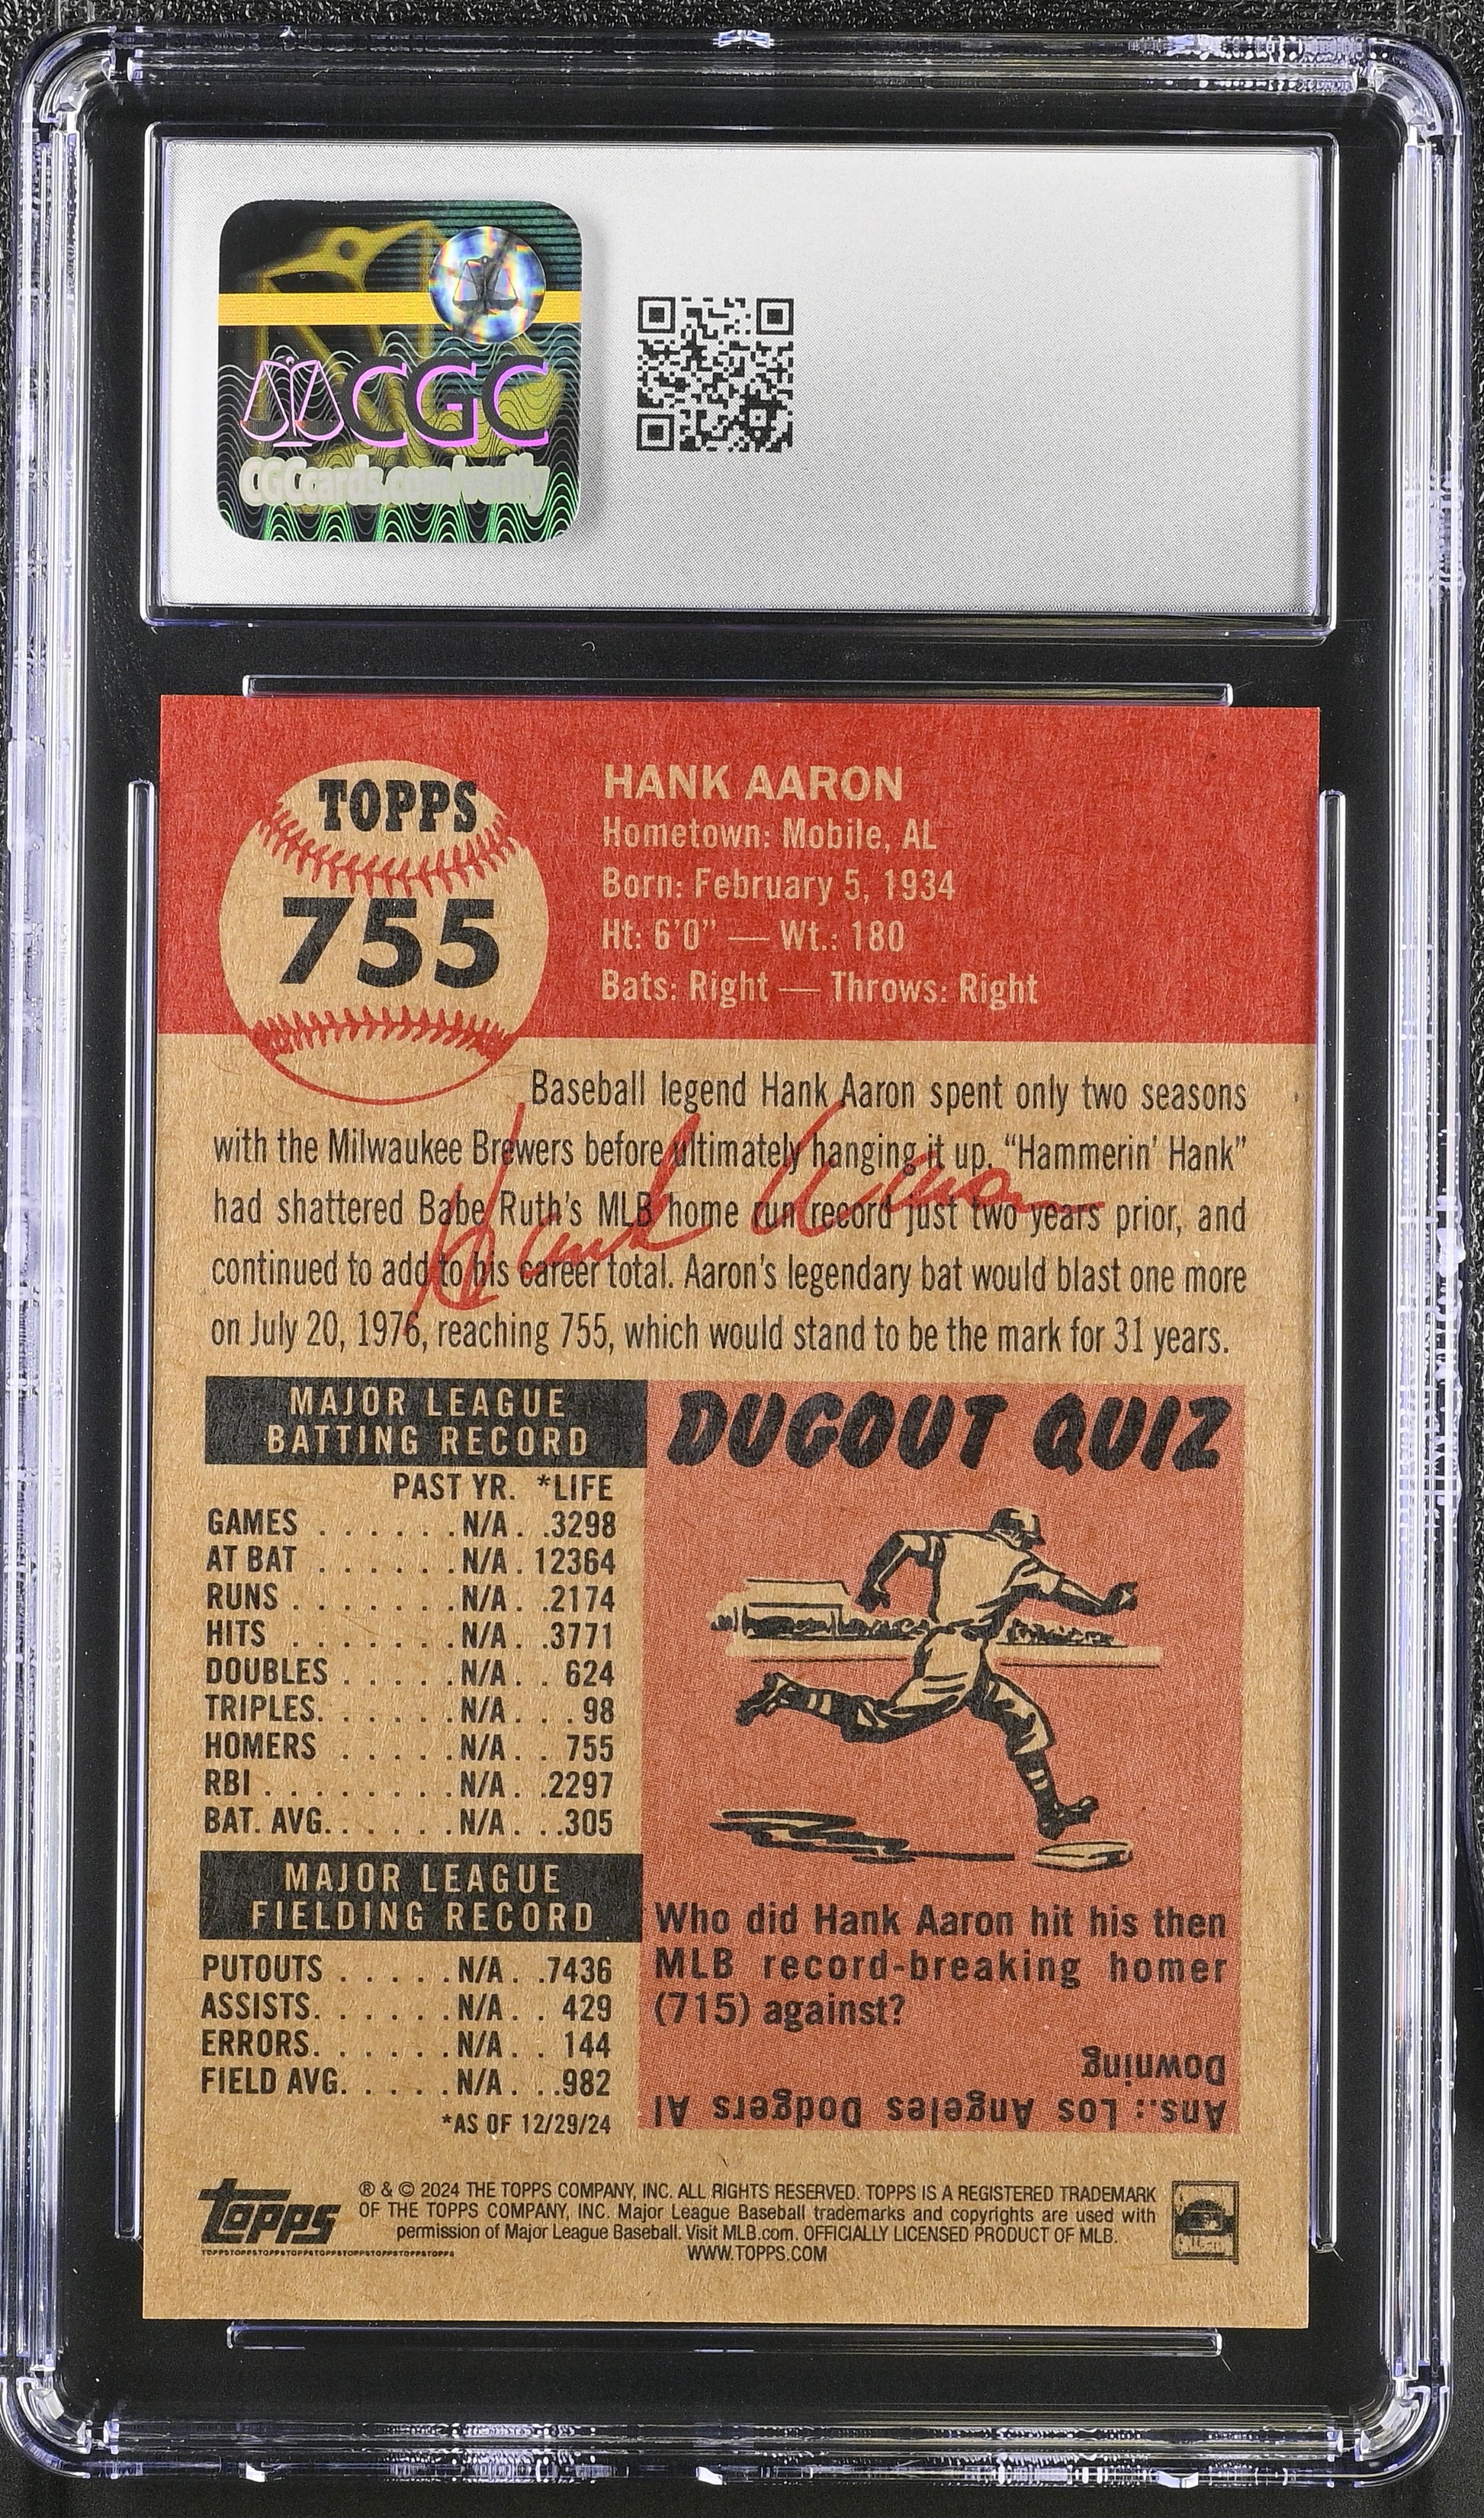 CGC
CGCcards.com/verify
TOPPS
755
HANK AARON
Hometown: Mobile, AL
Born: February 5, 1934
Ht: 6'0" — Wt.: 180
Bats: Right — Throws: Right
Baseball legend Hank Aaron spent only two seasons
with the Milwaukee Brewers before ultimately hanging it up. “Hammerin' Hank”
had shattered Babe Ruth's MLB home run record just two years prior, and
continued to add to his career total. Aaron's legendary bat would blast one more
on July 20, 1976, reaching 755, which would stand to be the mark for 31 years.
Hank Aaron
MAJOR LEAGUE
BATTING RECORD
PAST YR. *LIFE
GAMES . . . . . . N/A . . 3298
AT BAT . . . . . . N/A . 12364
RUNS . . . . . . . N/A . . 2174
HITS . . . . . . . N/A . . 3771
DOUBLES . . . . . N/A . . 624
TRIPLES. . . . . . N/A . . . 98
HOMERS . . . . . N/A . . 755
RBI . . . . . . . . N/A . . 2297
BAT. AVG. . . . . . N/A . . .305
MAJOR LEAGUE
FIELDING RECORD
PUTOUTS . . . . . N/A . . 7436
ASSISTS. . . . . . N/A . . 429
ERRORS. . . . . . N/A . . 144
FIELD AVG. . . . . N/A . . .982
*AS OF 12/29/24
DUGOUT QUIZ
Who did Hank Aaron hit his then
MLB record-breaking homer
(715) against?
Ans.: Los Angeles Dodgers Al
Downing
topps
TOPPSTOPPSTOPPSTOPPSTOPPSTOPPSTOPPSTOPPSTOPPS
® & © 2024 THE TOPPS COMPANY, INC. ALL RIGHTS RESERVED. TOPPS IS A REGISTERED TRADEMARK
OF THE TOPPS COMPANY, INC. Major League Baseball trademarks and copyrights are used with
permission of Major League Baseball. Visit MLB.com. OFFICIALLY LICENSED PRODUCT OF MLB.
WWW.TOPPS.COM